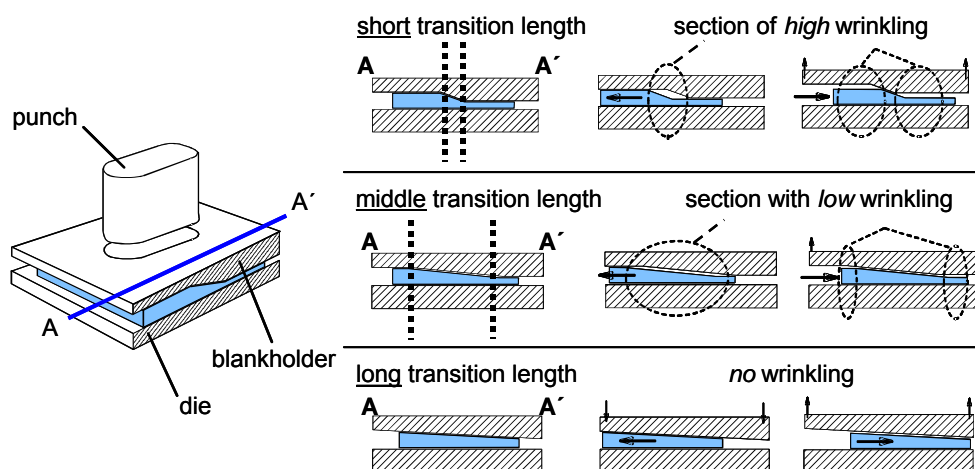 punch
A´
A
blankholder
die
short transition length
section of high wrinkling
A A´
middle transition length
section with low wrinkling
A A´
long transition length
no wrinkling
A A´